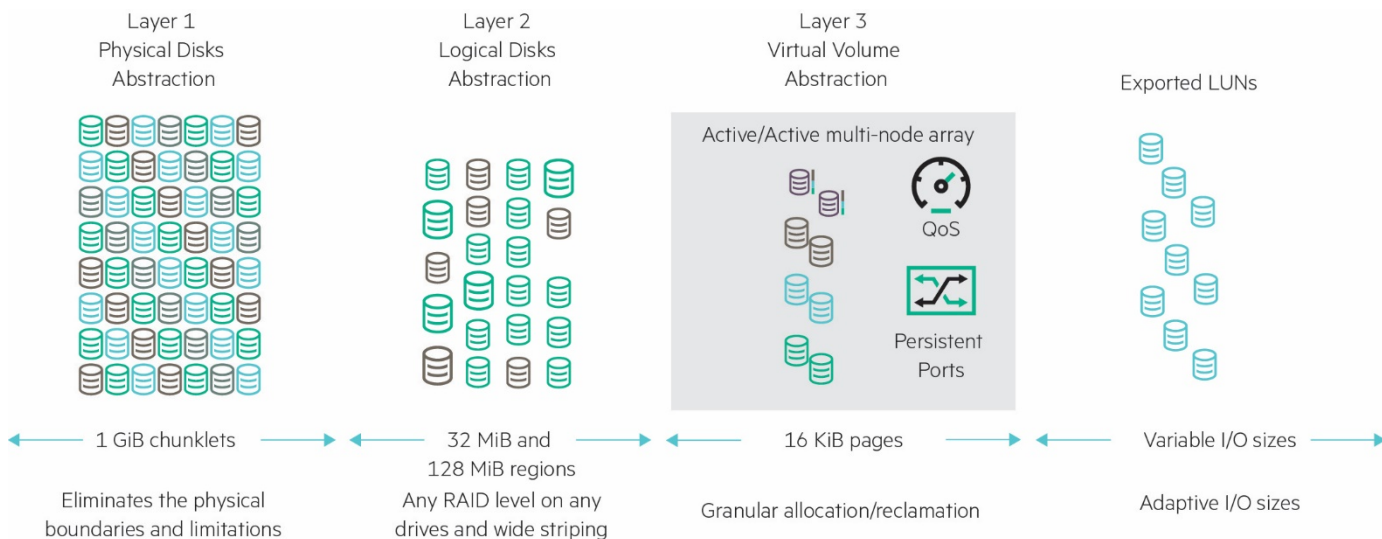 Layer 1
Physical Disks
Abstraction
Layer 2
Logical Disks
Abstraction
Layer 3
Virtual Volume
Abstraction
Exported LUNs
Active/Active multi-node array
QoS
Persistent
Ports
1 GiB chunklets
32 MiB and
128 MiB regions
16 KiB pages
Variable I/O sizes
Eliminates the physical
boundaries and limitations
Any RAID level on any
drives and wide striping
Granular allocation/reclamation
Adaptive I/O sizes